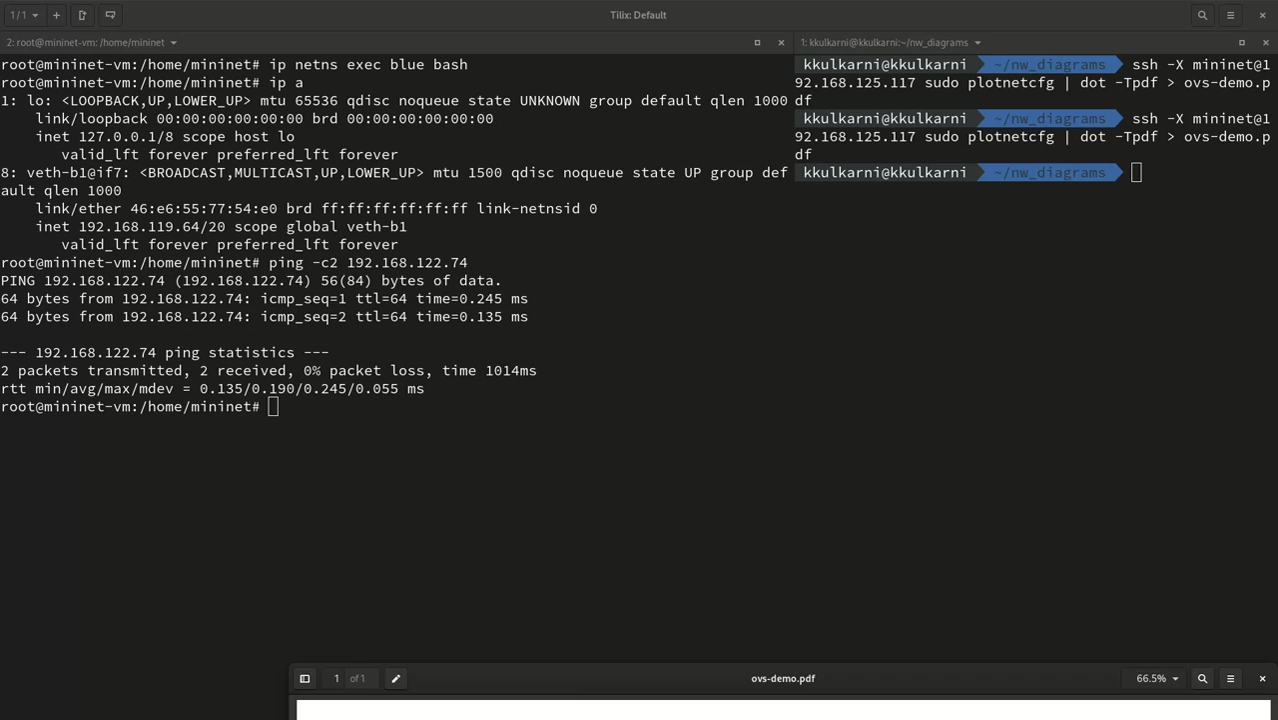 1 / 1
Tilix: Default
2: root@mininet-vm: /home/mininet
1: kkulkarni@kkulkarni:~/nw_diagrams
root@mininet-vm:/home/mininet# ip netns exec blue bash
root@mininet-vm:/home/mininet# ip a
1: lo: <LOOPBACK,UP,LOWER_UP> mtu 65536 qdisc noqueue state UNKNOWN group default qlen 1000
    link/loopback 00:00:00:00:00:00 brd 00:00:00:00:00:00
    inet 127.0.0.1/8 scope host lo
       valid_lft forever preferred_lft forever
8: veth-b1@if7: <BROADCAST,MULTICAST,UP,LOWER_UP> mtu 1500 qdisc noqueue state UP group def
ault qlen 1000
    link/ether 46:e6:55:77:54:e0 brd ff:ff:ff:ff:ff:ff link-netnsid 0
    inet 192.168.119.64/20 scope global veth-b1
       valid_lft forever preferred_lft forever
root@mininet-vm:/home/mininet# ping -c2 192.168.122.74
PING 192.168.122.74 (192.168.122.74) 56(84) bytes of data.
64 bytes from 192.168.122.74: icmp_seq=1 ttl=64 time=0.245 ms
64 bytes from 192.168.122.74: icmp_seq=2 ttl=64 time=0.135 ms
--- 192.168.122.74 ping statistics ---
2 packets transmitted, 2 received, 0% packet loss, time 1014ms
rtt min/avg/max/mdev = 0.135/0.190/0.245/0.055 ms
root@mininet-vm:/home/mininet#
kkulkarni@kkulkarni ~/nw_diagrams ssh -X mininet@1
92.168.125.117 sudo plotnetcfg | dot -Tpdf > ovs-demo.p
df
kkulkarni@kkulkarni ~/nw_diagrams ssh -X mininet@1
92.168.125.117 sudo plotnetcfg | dot -Tpdf > ovs-demo.p
df
kkulkarni@kkulkarni ~/nw_diagrams
1 of 1
ovs-demo.pdf
66.5%